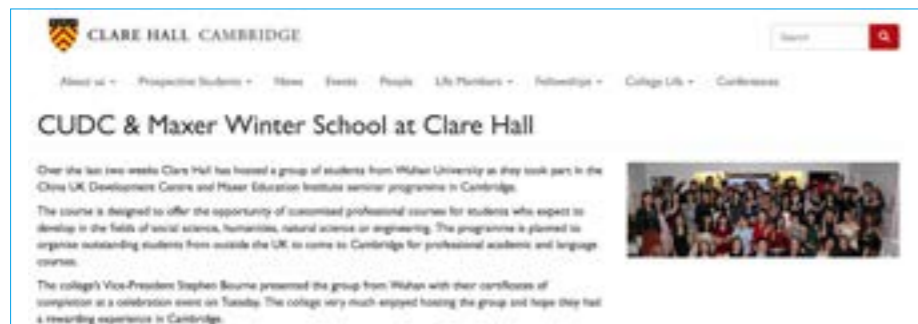 CLARE HALL CAMBRIDGE
Search
About us Prospective Students News Events People Life Members Fellowships College Life Conferences
CUDC & Maxer Winter School at Clare Hall
Over the last two weeks Clare Hall has hosted a group of students from Wuhan University as they took part in the
China UK Development Centre and Maxer Education Institute seminar programme in Cambridge.
The course is designed to offer the opportunity of customised professional courses for students who expect to
develop in the fields of social science, humanities, natural science or engineering. The programme is planned to
organise outstanding students from outside the UK to come to Cambridge for professional academic and language
courses.
The college's Vice-President Stephen Bourne presented the group from Wuhan with their certificates of
completion at a celebration event on Tuesday. The college very much enjoyed hosting the group and hope they had
a rewarding experience in Cambridge.